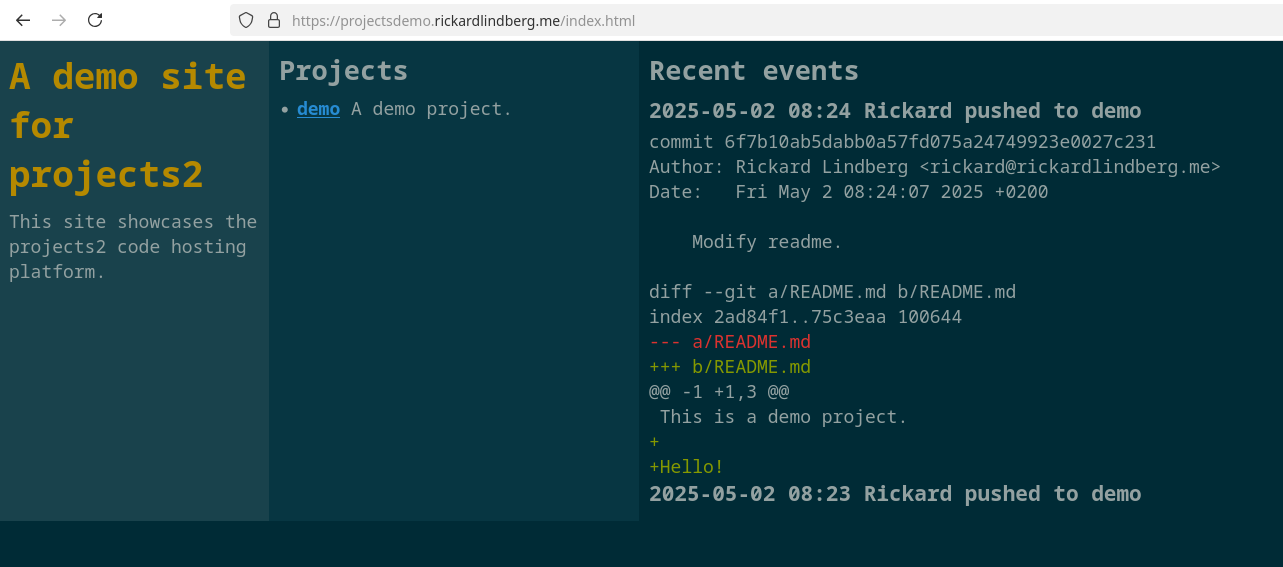 https://projectsdemo.rickardlindberg.me/index.html
A demo site
for
projects2
This site showcases the
projects2 code hosting
platform.
Projects
• demo A demo project.
Recent events
2025-05-02 08:24 Rickard pushed to demo
commit 6f7b10ab5dabb0a57fd075a24749923e0027c231
Author: Rickard Lindberg <rickard@rickardlindberg.me>
Date:   Fri May 2 08:24:07 2025 +0200
    Modify readme.
diff --git a/README.md b/README.md
index 2ad84f1..75c3eaa 100644
--- a/README.md
+++ b/README.md
@@ -1 +1,3 @@
 This is a demo project.
+
+Hello!
2025-05-02 08:23 Rickard pushed to demo